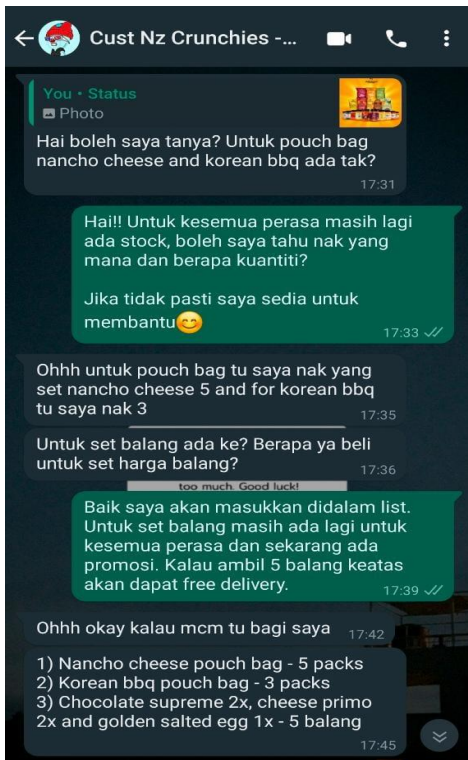 Cust Nz Crunchies -...
You • Status
Photo
Hai boleh saya tanya? Untuk pouch bag
nancho cheese and korean bbq ada tak?
17:31
Hai!! Untuk kesemua perasa masih lagi
ada stock, boleh saya tahu nak yang
mana dan berapa kuantiti?
Jika tidak pasti saya sedia untuk
membantu😊
17:33
Ohhh untuk pouch bag tu saya nak yang
set nancho cheese 5 and for korean bbq
tu saya nak 3
17:35
Untuk set balang ada ke? Berapa ya beli
untuk set harga balang?
17:36
too much. Good luck!
Baik saya akan masukkan didalam list.
Untuk set balang masih ada lagi untuk
kesemua perasa dan sekarang ada
promosi. Kalau ambil 5 balang keatas
akan dapat free delivery.
17:39
Ohhh okay kalau mcm tu bagi saya
17:42
1) Nancho cheese pouch bag - 5 packs
2) Korean bbq pouch bag - 3 packs
3) Chocolate supreme 2x, cheese primo
2x and golden salted egg 1x - 5 balang
17:45